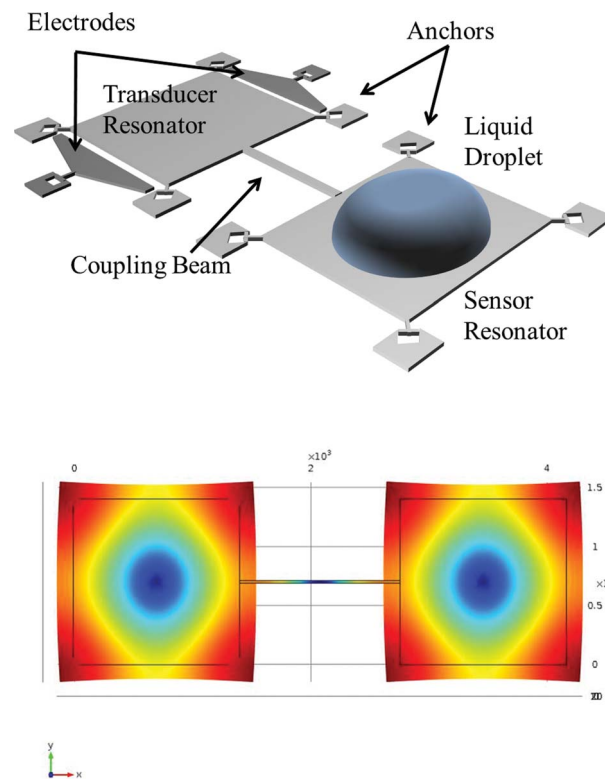 Electrodes
Anchors
Transducer
Resonator
Liquid
Droplet
Coupling Beam
Sensor
Resonator
×10³
0
2
4
1.5
1
0.5
0
y
x